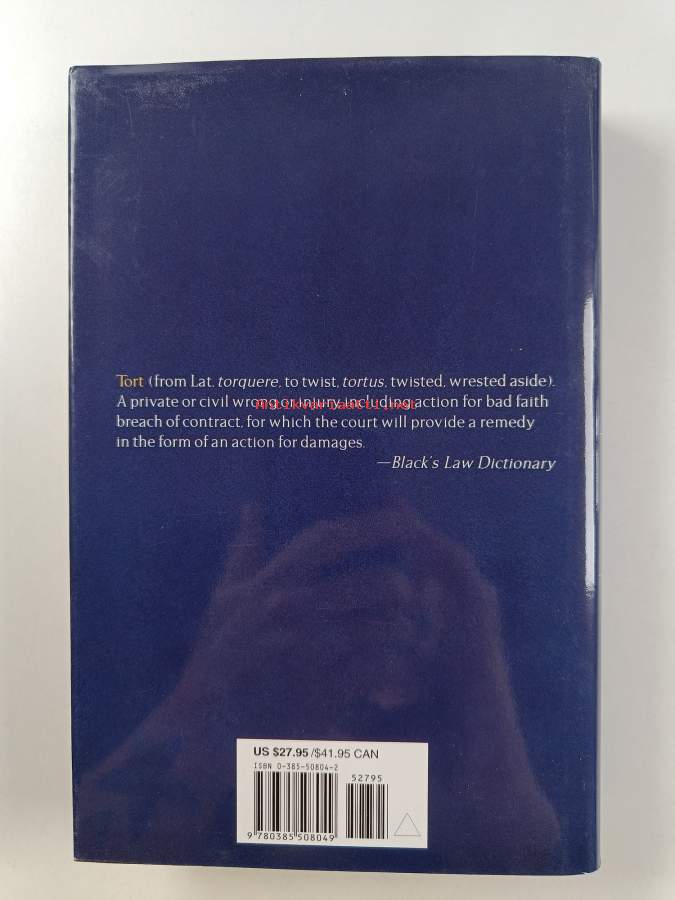 Tort (from Lat. torquere, to twist, tortus, twisted, wrested aside).
A private or civil wrong or injury, including action for bad faith
breach of contract, for which the court will provide a remedy
in the form of an action for damages.
—Black's Law Dictionary
Antikvariaatti.net
US $27.95/$41.95 CAN
ISBN 0-385-50804-2
52795
9 780385 508049